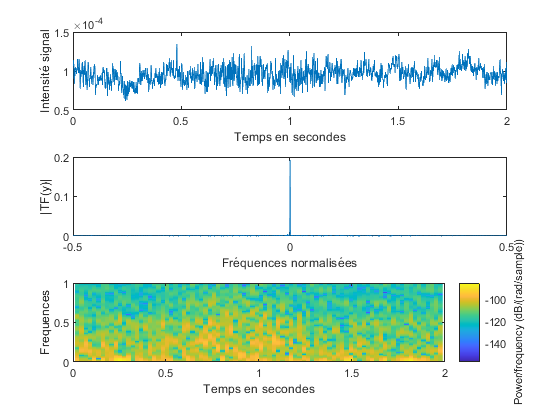 ×10⁻⁴
1.5
1
0.5
Intensité signal
0 0.5 1 1.5 2
Temps en secondes
0.2
0.1
0
|TF(y)|
-0.5 0 0.5
Fréquences normalisées
1
0.5
0
Frequences
0 0.5 1 1.5 2
Temps en secondes
-100
-120
-140
Power/frequency (dB/(rad/sample))